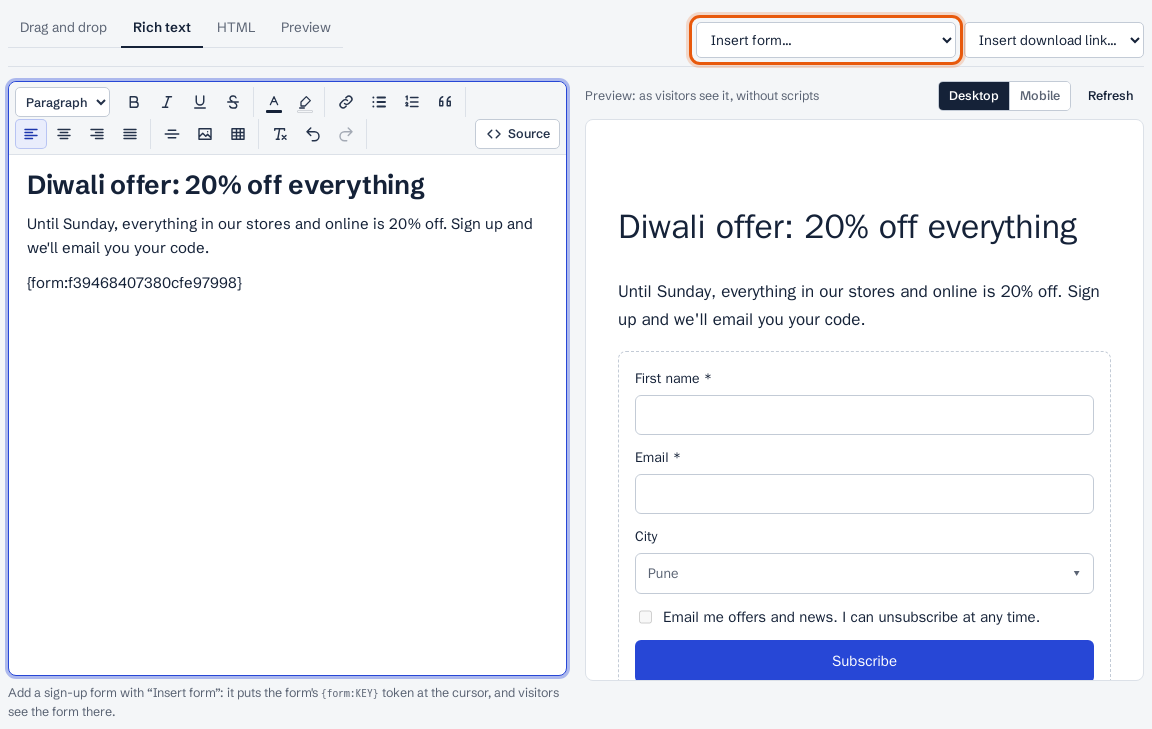 Drag and drop
Rich text
HTML
Preview
Insert form...
Insert download link...
Paragraph
B I U S A
Source
Diwali offer: 20% off everything
Until Sunday, everything in our stores and online is 20% off. Sign up and
we'll email you your code.
{form:f39468407380cfe97998}
Add a sign-up form with “Insert form”: it puts the form's {form:KEY} token at the cursor, and visitors
see the form there.
Preview: as visitors see it, without scripts
Desktop
Mobile
Refresh
Diwali offer: 20% off everything
Until Sunday, everything in our stores and online is 20% off. Sign
up and we'll email you your code.
First name *
Email *
City
Pune
Email me offers and news. I can unsubscribe at any time.
Subscribe